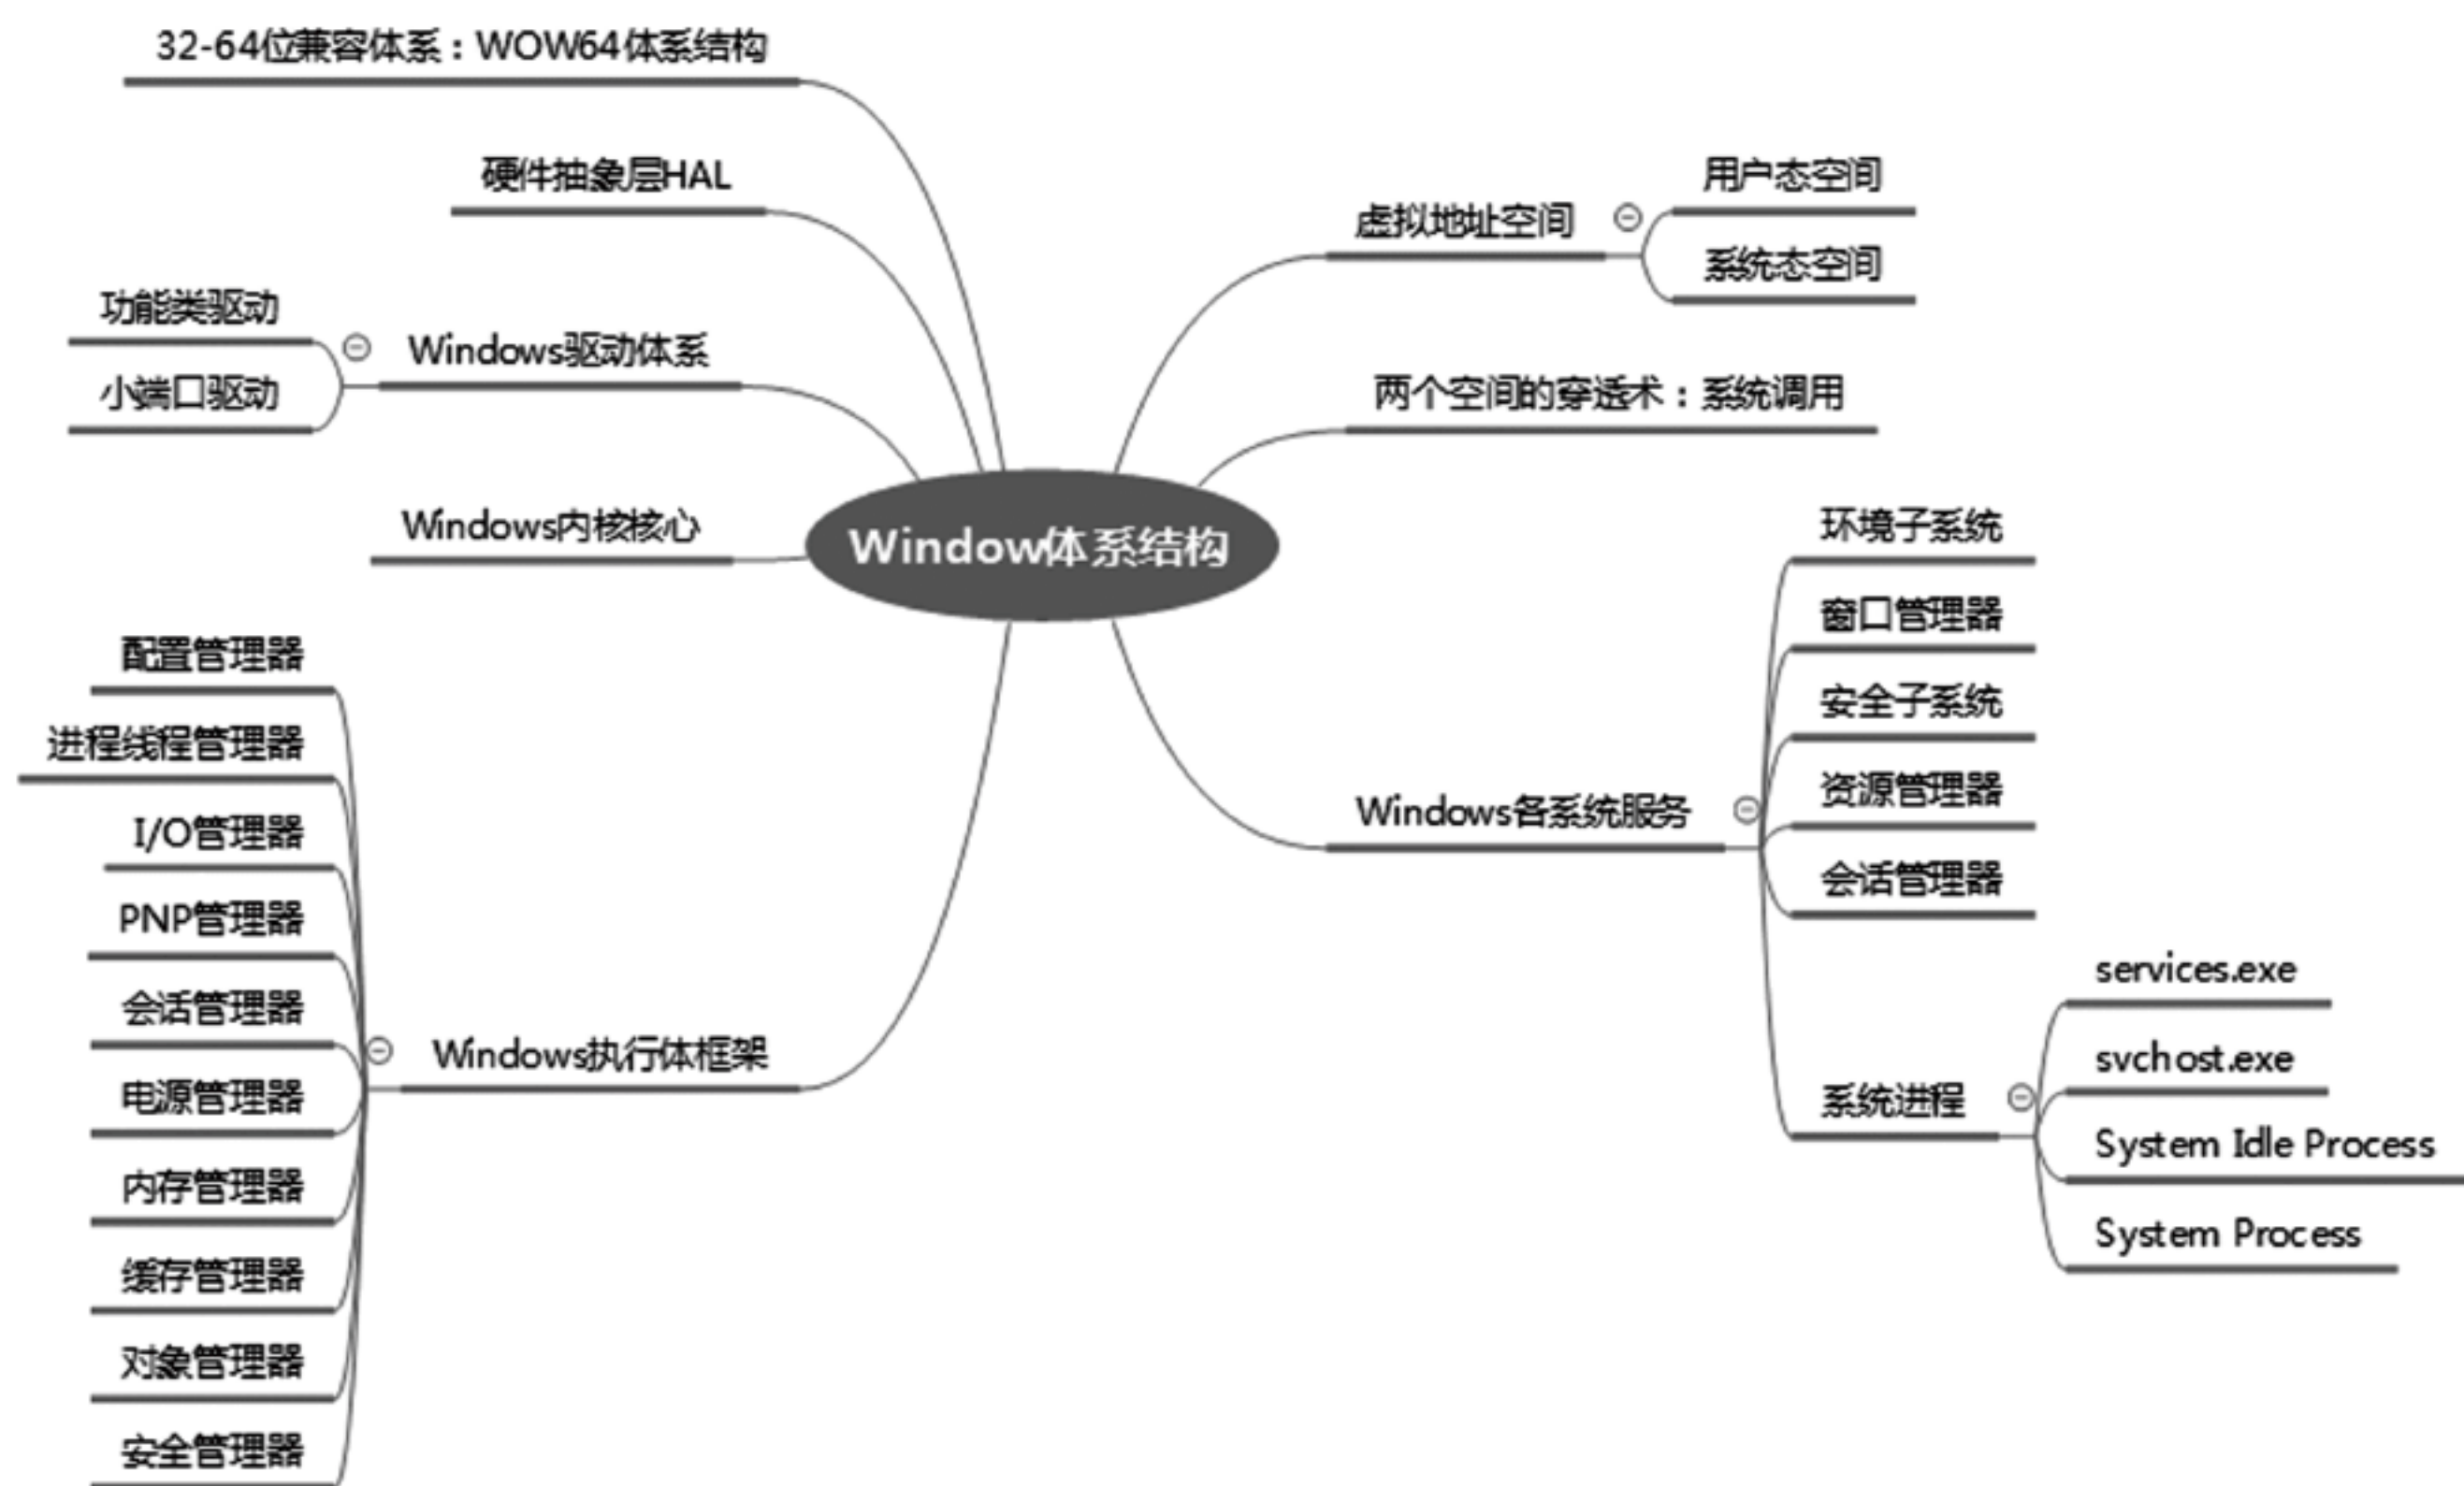 Window体系结构
虚拟地址空间
用户态空间
系统态空间
两个空间的穿透术：系统调用
Windows各系统服务
环境子系统
窗口管理器
安全子系统
资源管理器
会话管理器
系统进程
services.exe
svchost.exe
System Idle Process
System Process
32-64位兼容体系：WOW64体系结构
硬件抽象层HAL
Windows驱动体系
功能类驱动
小端口驱动
Windows内核核心
Windows执行体框架
配置管理器
进程线程管理器
I/O管理器
PNP管理器
会话管理器
电源管理器
内存管理器
缓存管理器
对象管理器
安全管理器